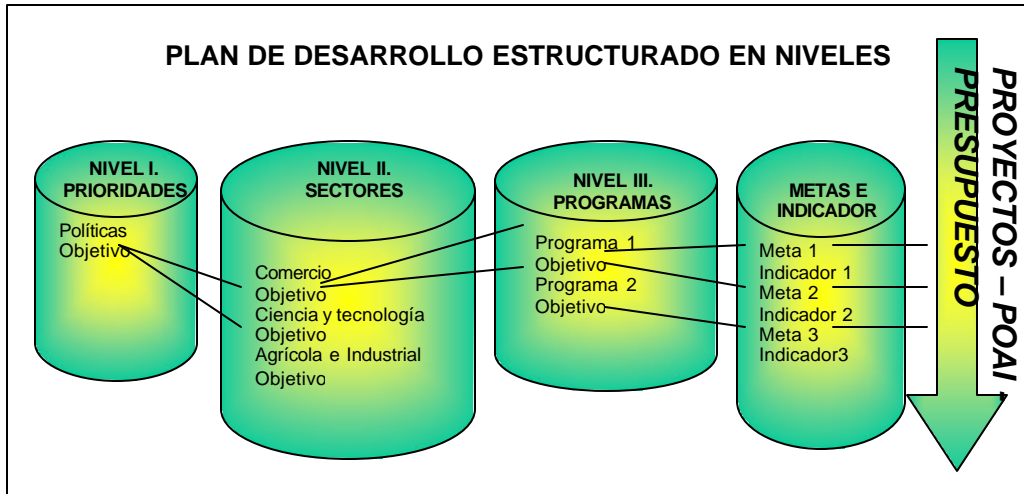 PLAN DE DESARROLLO ESTRUCTURADO EN NIVELES
NIVEL I.
PRIORIDADES
Políticas
Objetivo
NIVEL II.
SECTORES
Comercio
Objetivo
Ciencia y tecnología
Objetivo
Agrícola e Industrial
Objetivo
NIVEL III.
PROGRAMAS
Programa 1
Objetivo
Programa 2
Objetivo
METAS E
INDICADOR
Meta 1
Indicador 1
Meta 2
Indicador 2
Meta 3
Indicador3
PROYECTOS – POAI -
PRESUPUESTO